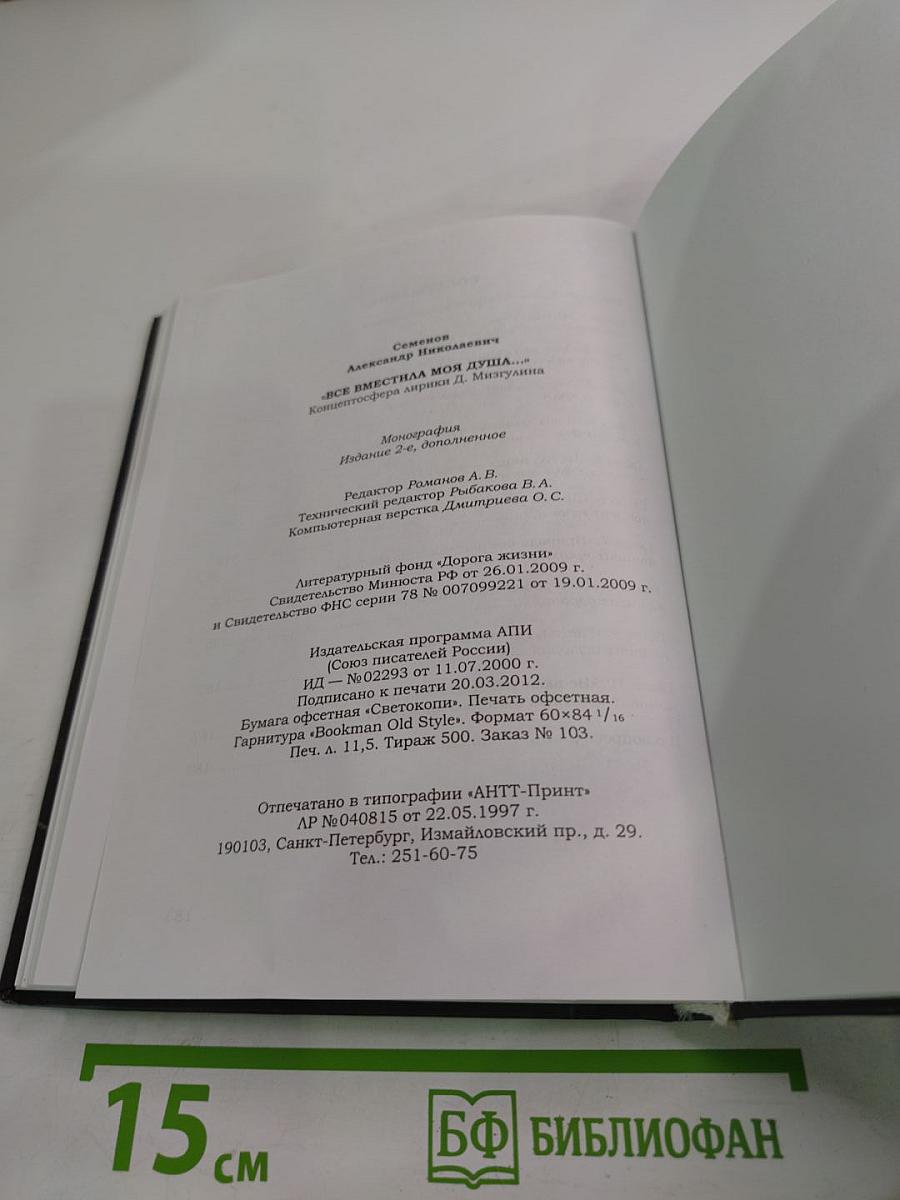 Семенов
Александр Николаевич
«ВСЕ ВМЕСТИЛА МОЯ ДУША...»
Концептосфера лирики Д. Мизгулина
Монография
Издание 2-е, дополненное
Редактор Романов А. В.
Технический редактор Рыбакова В. А.
Компьютерная верстка Дмитриева О. С.
Литературный фонд «Дорога жизни»
Свидетельство Минюста РФ от 26.01.2009 г.
и Свидетельство ФНС серии 78 № 007099221 от 19.01.2009 г.
Издательская программа АПИ
(Союз писателей России)
ИД — №02293 от 11.07.2000 г.
Подписано к печати 20.03.2012.
Бумага офсетная «Светокопи». Печать офсетная.
Гарнитура «Bookman Old Style». Формат 60×84 1/16
Печ. л. 11,5. Тираж 500. Заказ № 103.
Отпечатано в типографии «АНТТ-Принт»
ЛР №040815 от 22.05.1997 г.
190103, Санкт-Петербург, Измайловский пр., д. 29.
Тел.: 251-60-75
15 см
БФ БИБЛИОФАН